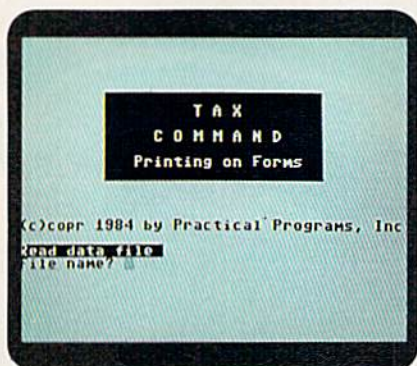 T A X
C O M M A N D
Printing on Forms
(c)copr 1984 by Practical Programs, Inc
Read data file
File name?